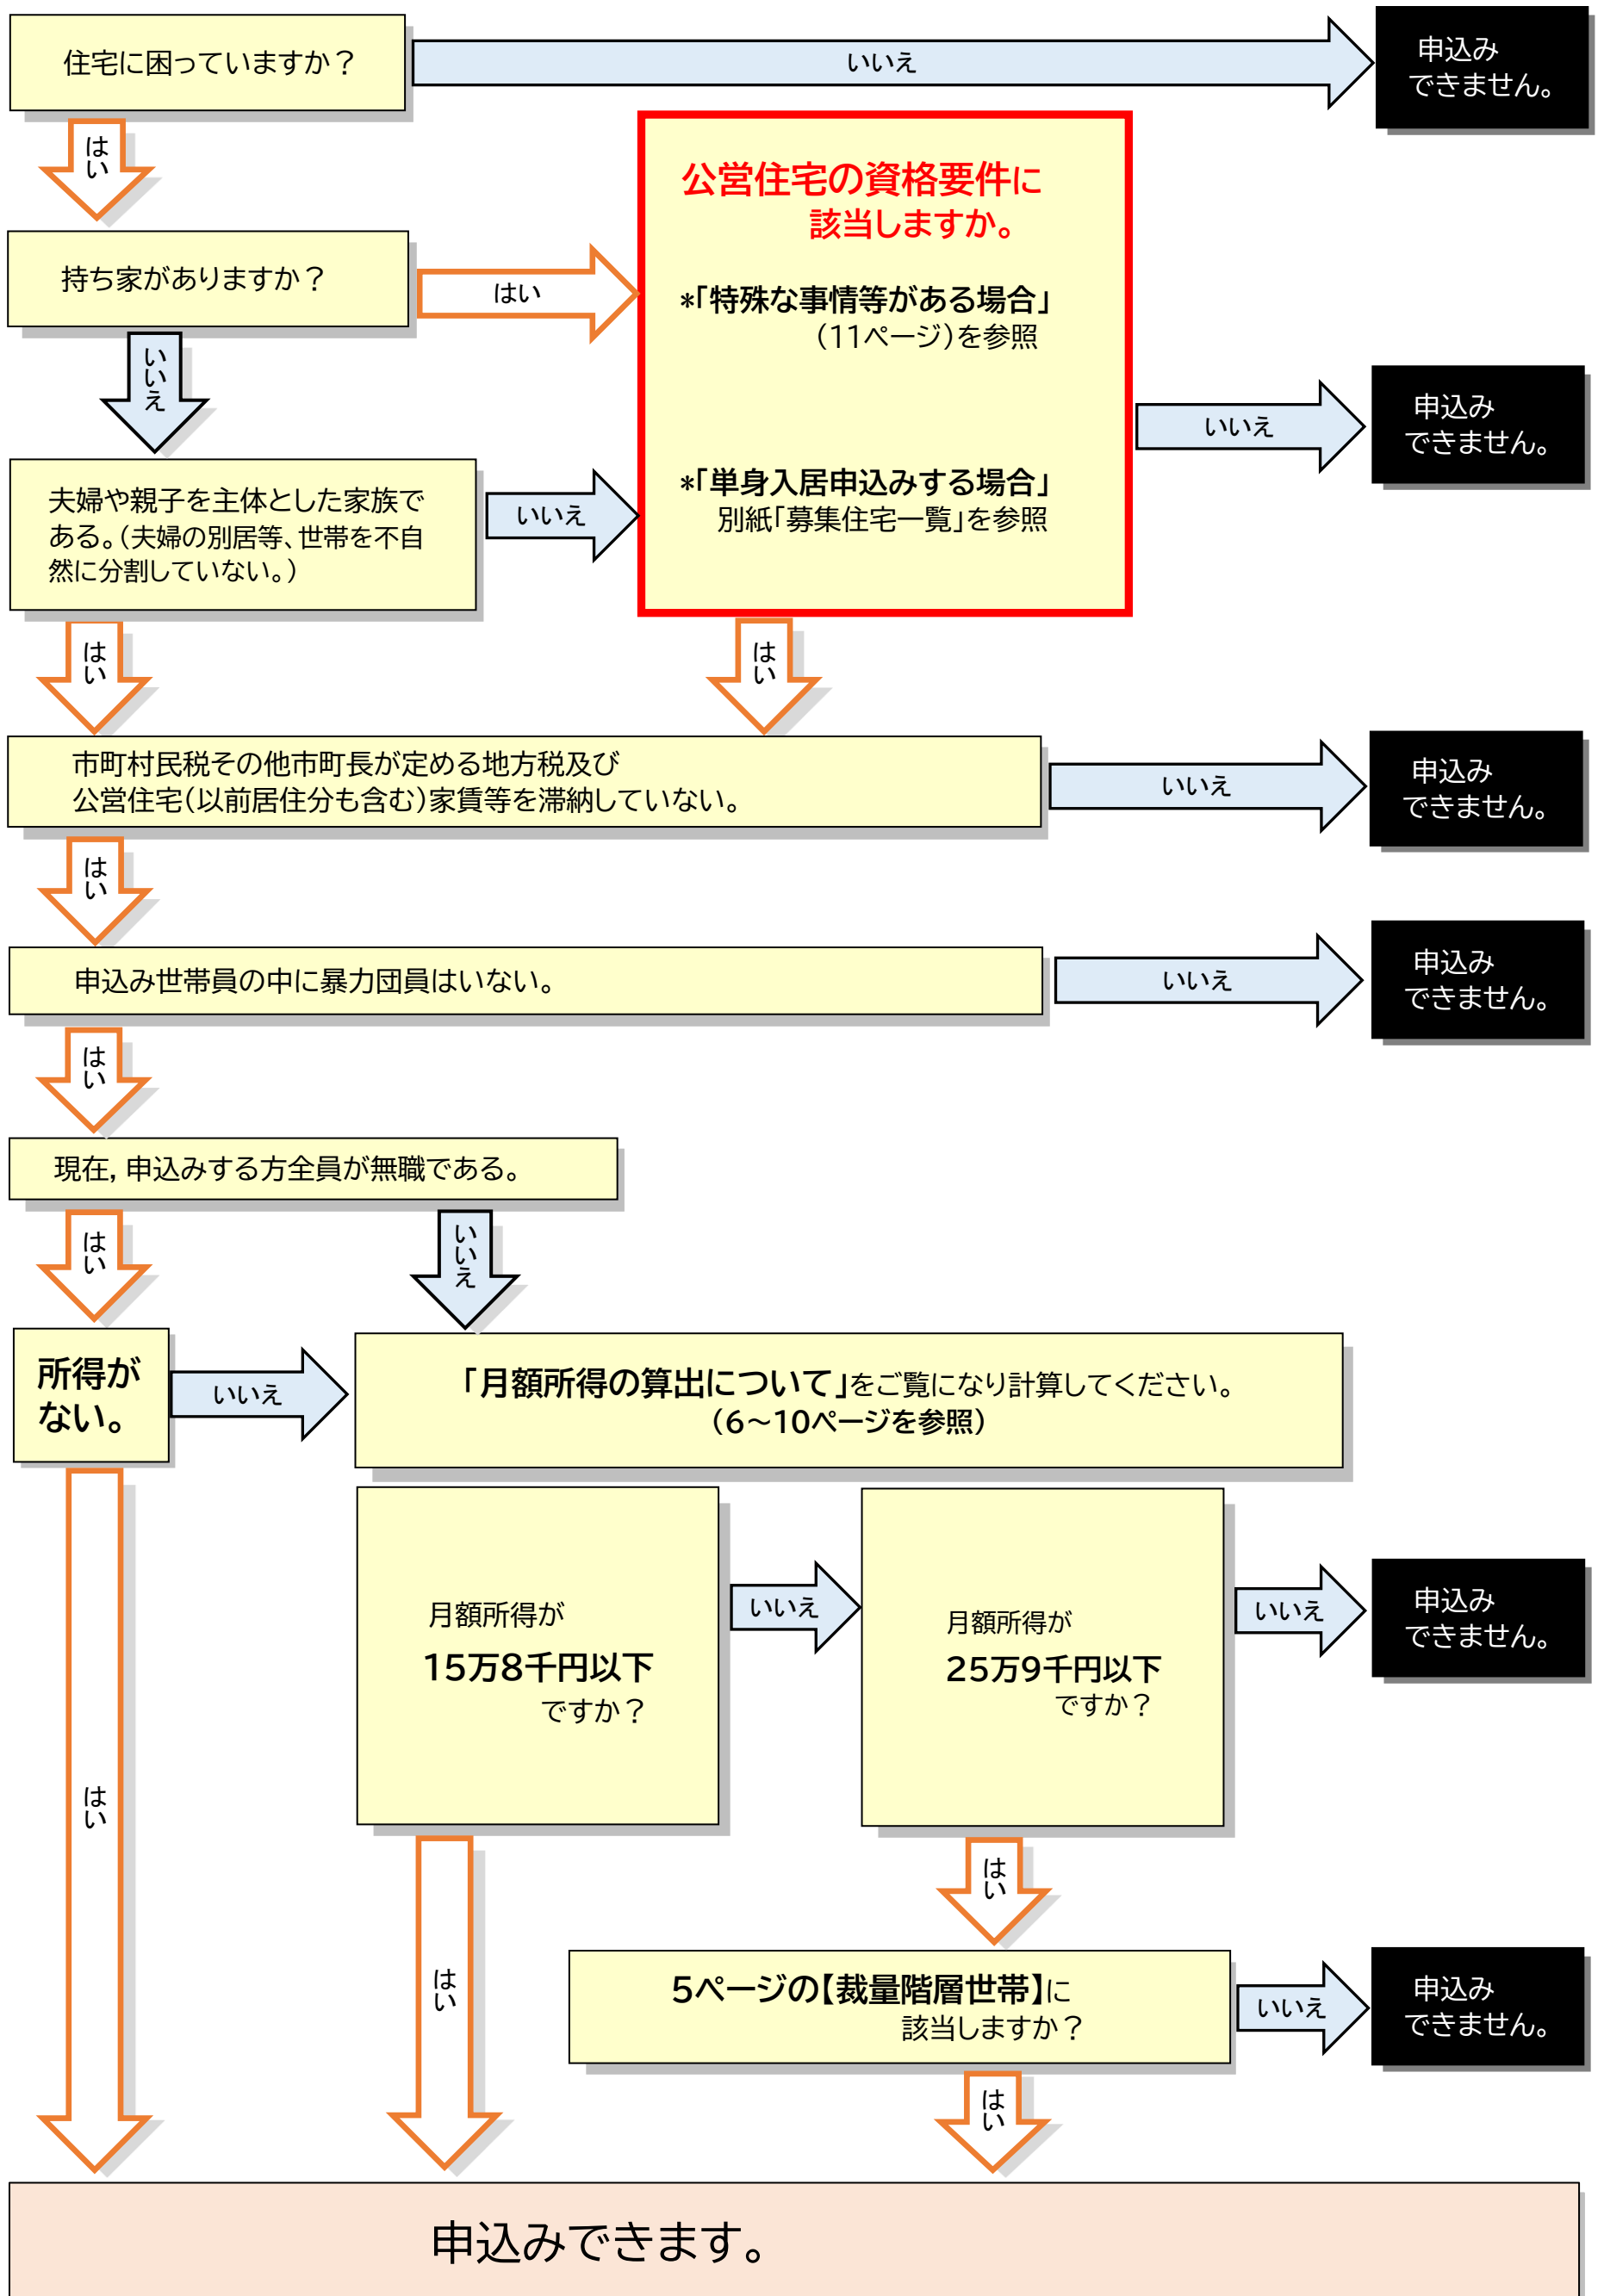 住宅に困っていますか？
いいえ
申込み
できません。
はい
公営住宅の資格要件に
該当しますか。
持ち家がありますか？
はい
*「特殊な事情等がある場合」
（11ページ）を参照
いいえ
いいえ
申込み
できません。
夫婦や親子を主体とした家族で
ある。（夫婦の別居等、世帯を不自
然に分割していない。）
いいえ
*「単身入居申込みする場合」
別紙「募集住宅一覧」を参照
はい
はい
市町村民税その他市町長が定める地方税及び
公営住宅（以前居住分も含む）家賃等を滞納していない。
いいえ
申込み
できません。
はい
申込み世帯員の中に暴力団員はいない。
いいえ
申込み
できません。
はい
現在，申込みする方全員が無職である。
はい
いいえ
所得が
ない。
いいえ
「月額所得の算出について」をご覧になり計算してください。
（6～10ページを参照）
月額所得が
15万8千円以下
ですか？
いいえ
月額所得が
25万9千円以下
ですか？
いいえ
申込み
できません。
はい
はい
はい
5ページの【裁量階層世帯】に
該当しますか？
いいえ
申込み
できません。
はい
申込みできます。